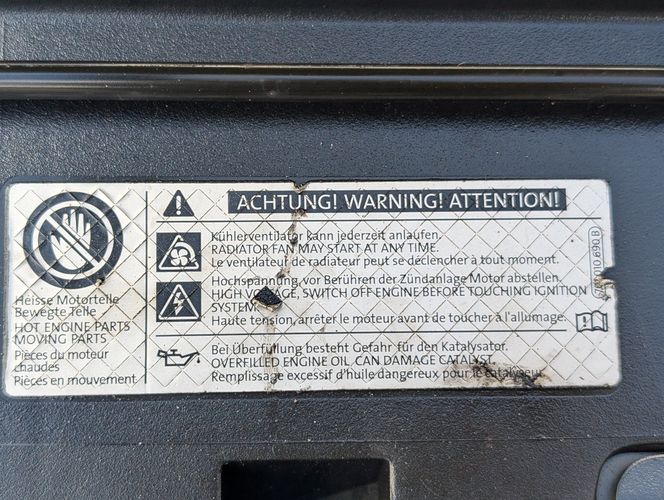 ACHTUNG! WARNING! ATTENTION!
Kühlerventilator kann jederzeit anlaufen.
RADIATOR FAN MAY START AT ANY TIME.
Le ventilateur de radiateur peut se déclencher à tout moment.
Hochspannung, vor Berühren der Zündanlage Motor abstellen.
HIGH VOLTAGE, SWITCH OFF ENGINE BEFORE TOUCHING IGNITION
SYSTEM.
Haute tension, arrêter le moteur avant de toucher à l'allumage.
Bei Überfüllung besteht Gefahr für den Katalysator.
OVERFILLED ENGINE OIL CAN DAMAGE CATALYST.
Remplissage excessif d'huile dangereux pour le catalyseur.
Heisse Motorteile
Bewegte Teile
HOT ENGINE PARTS
MOVING PARTS
Pièces du moteur
chaudes
Pièces en mouvement
010 690 B